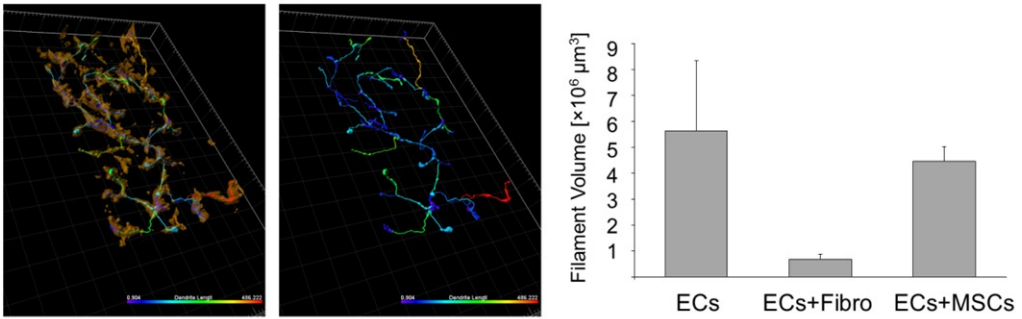 0.904 Dendrite Length 486.222
0.904 Dendrite Length 486.222
Filament Volume [×10⁶ μm³]
9
8
7
6
5
4
3
2
1
ECs ECs+Fibro ECs+MSCs